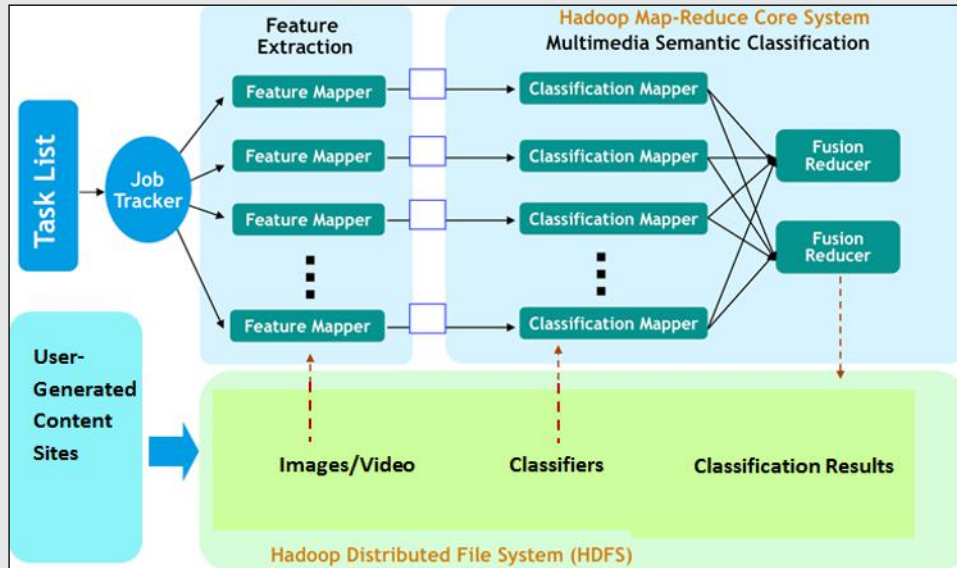 Hadoop Map-Reduce Core System
Feature
Extraction
Multimedia Semantic Classification
Task List
Job
Tracker
Feature Mapper
Classification Mapper
Feature Mapper
Classification Mapper
Fusion
Reducer
Feature Mapper
Classification Mapper
Fusion
Reducer
Feature Mapper
Classification Mapper
User-
Generated
Content
Sites
Images/Video
Classifiers
Classification Results
Hadoop Distributed File System (HDFS)